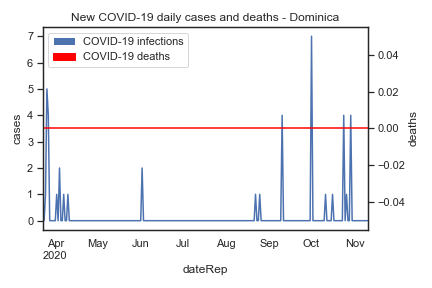 New COVID-19 daily cases and deaths - Dominica
COVID-19 infections
COVID-19 deaths
7
6
5
4
3
2
1
0
cases
0.04
0.02
0.00
−0.02
−0.04
deaths
Apr May Jun Jul Aug Sep Oct Nov
2020
dateRep